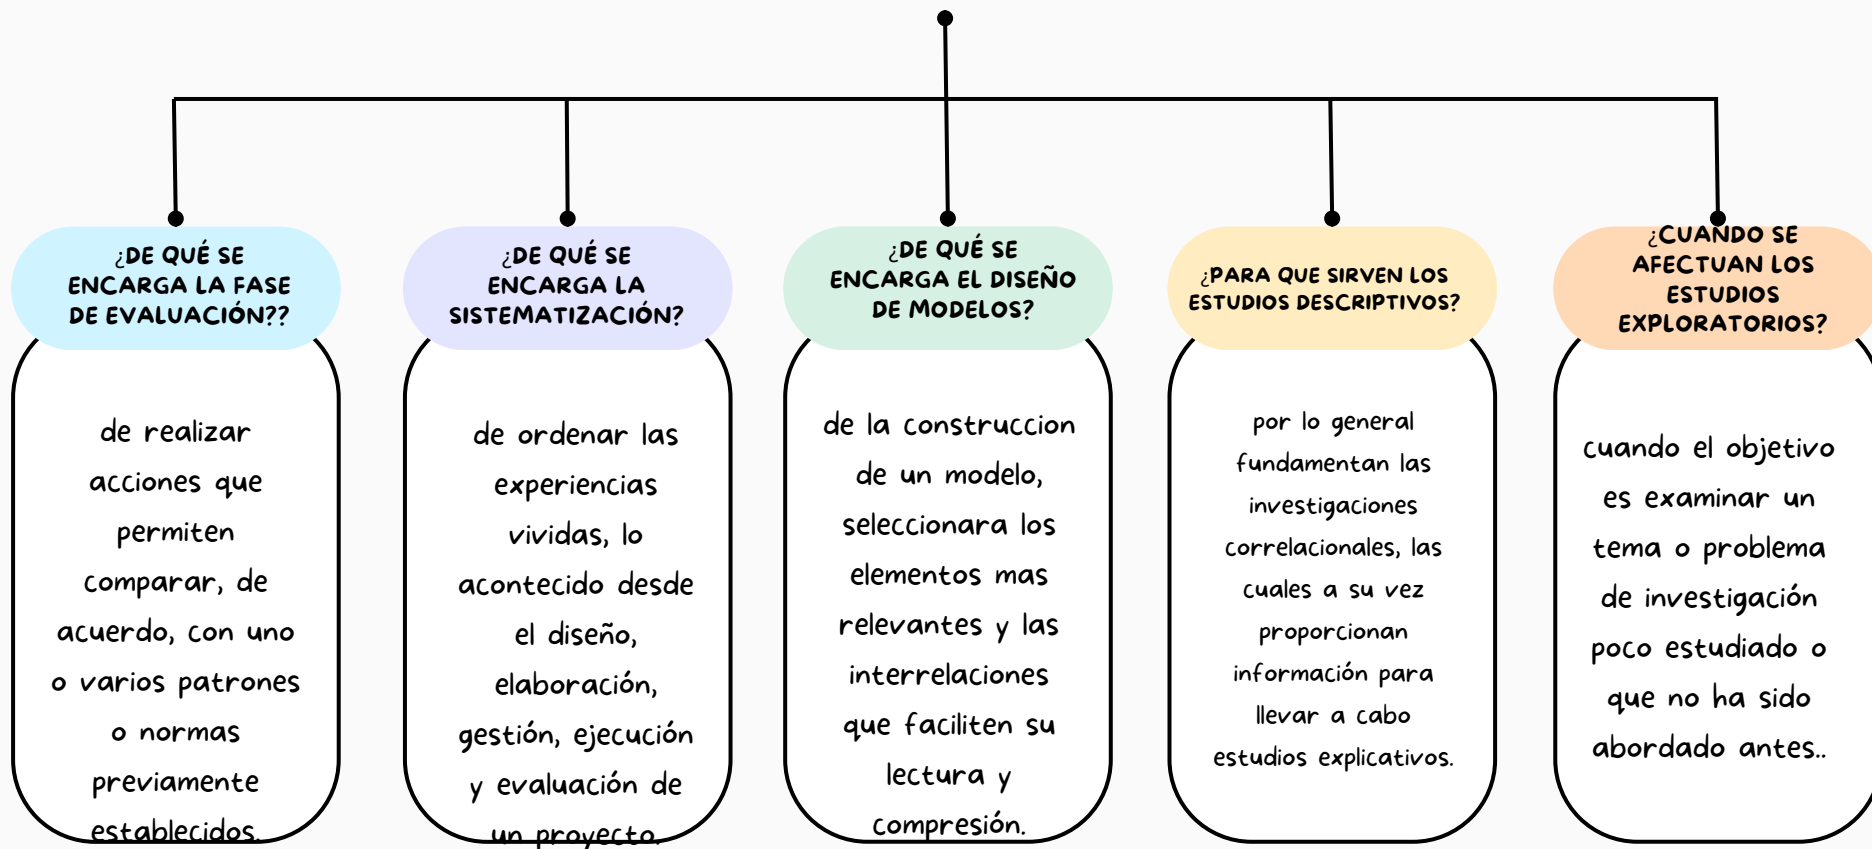 ¿DE QUÉ SE
ENCARGA LA FASE
DE EVALUACIÓN??
de realizar
acciones que
permiten
comparar, de
acuerdo, con uno
o varios patrones
o normas
previamente
establecidos.
¿DE QUÉ SE
ENCARGA LA
SISTEMATIZACIÓN?
de ordenar las
experiencias
vividas, lo
acontecido desde
el diseño,
elaboración,
gestión, ejecución
y evaluación de
un proyecto.
¿DE QUÉ SE
ENCARGA EL DISEÑO
DE MODELOS?
de la construccion
de un modelo,
seleccionara los
elementos mas
relevantes y las
interrelaciones
que faciliten su
lectura y
compresión.
¿PARA QUE SIRVEN LOS
ESTUDIOS DESCRIPTIVOS?
por lo general
fundamentan las
investigaciones
correlacionales, las
cuales a su vez
proporcionan
información para
llevar a cabo
estudios explicativos.
¿CUANDO SE
AFECTUAN LOS
ESTUDIOS
EXPLORATORIOS?
cuando el objetivo
es examinar un
tema o problema
de investigación
poco estudiado o
que no ha sido
abordado antes..